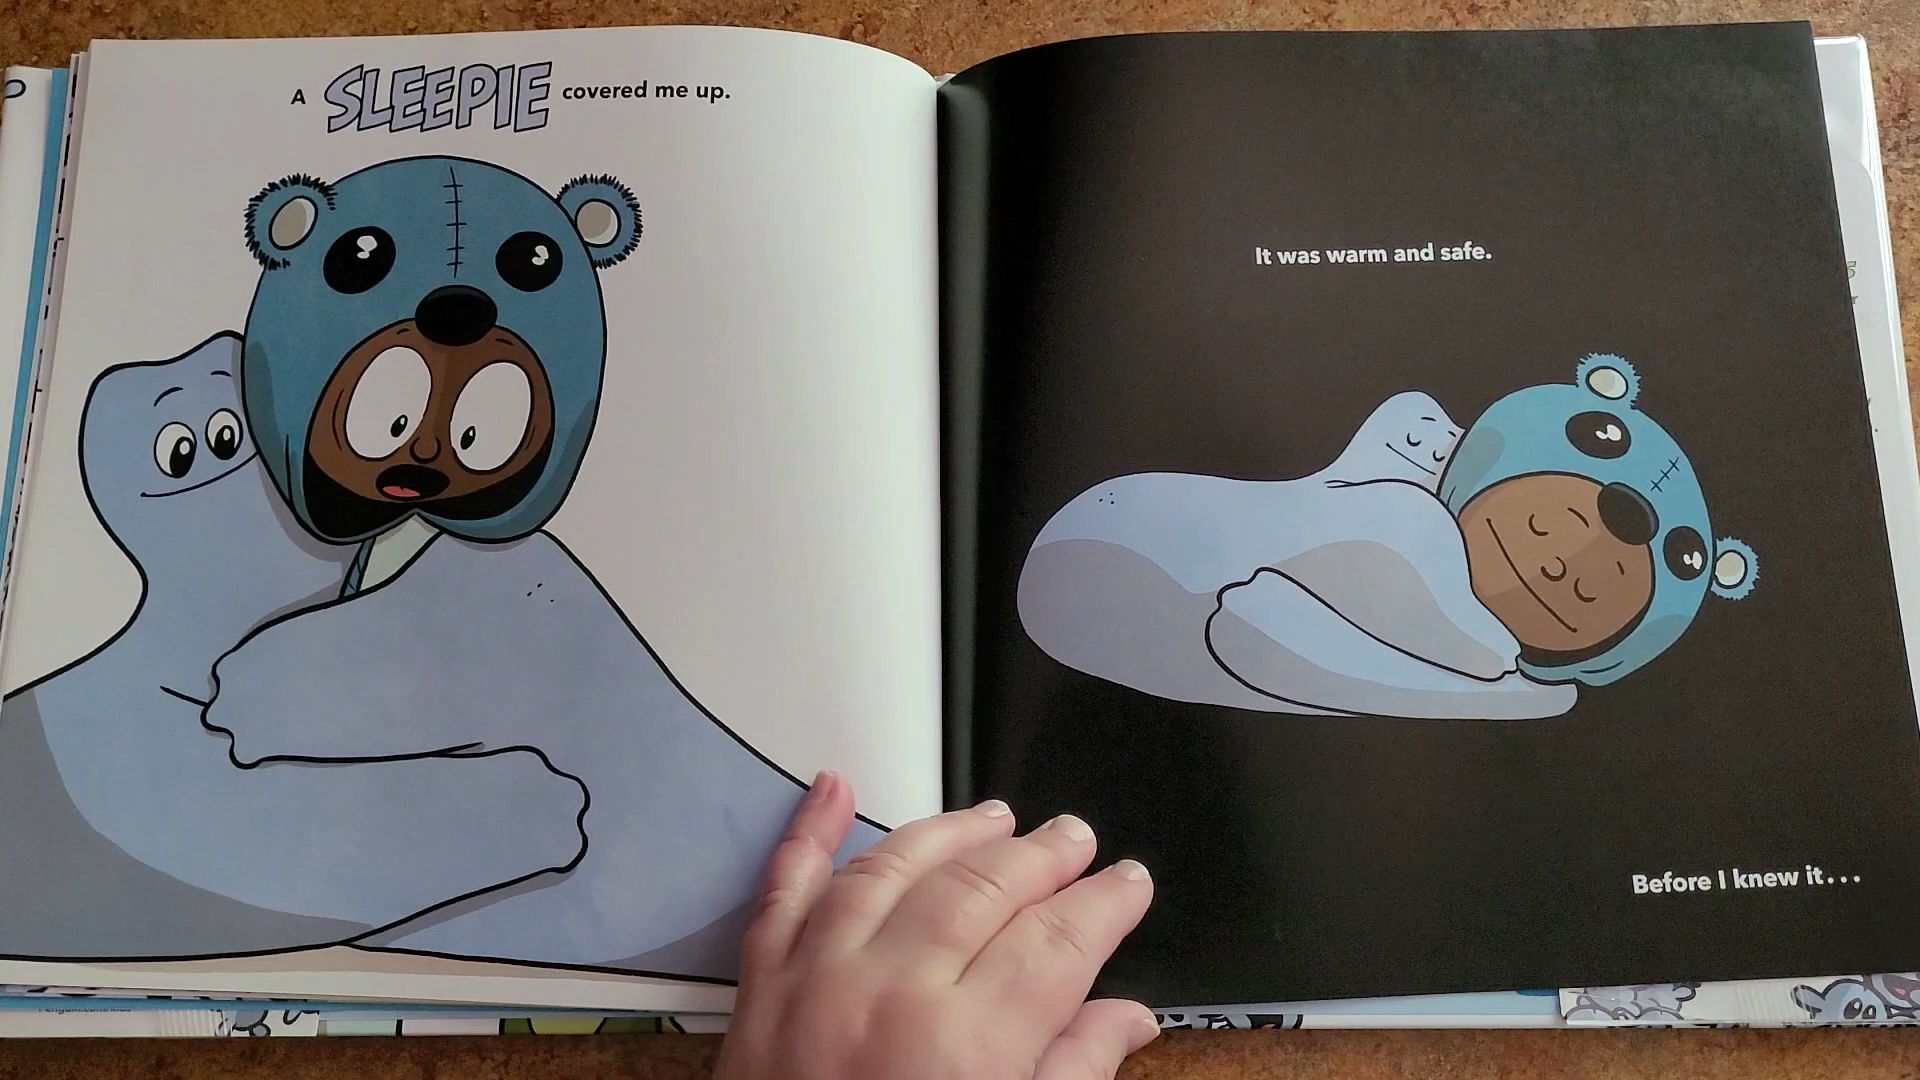 A SLEEPIE covered me up.
It was warm and safe.
Before I knew it...